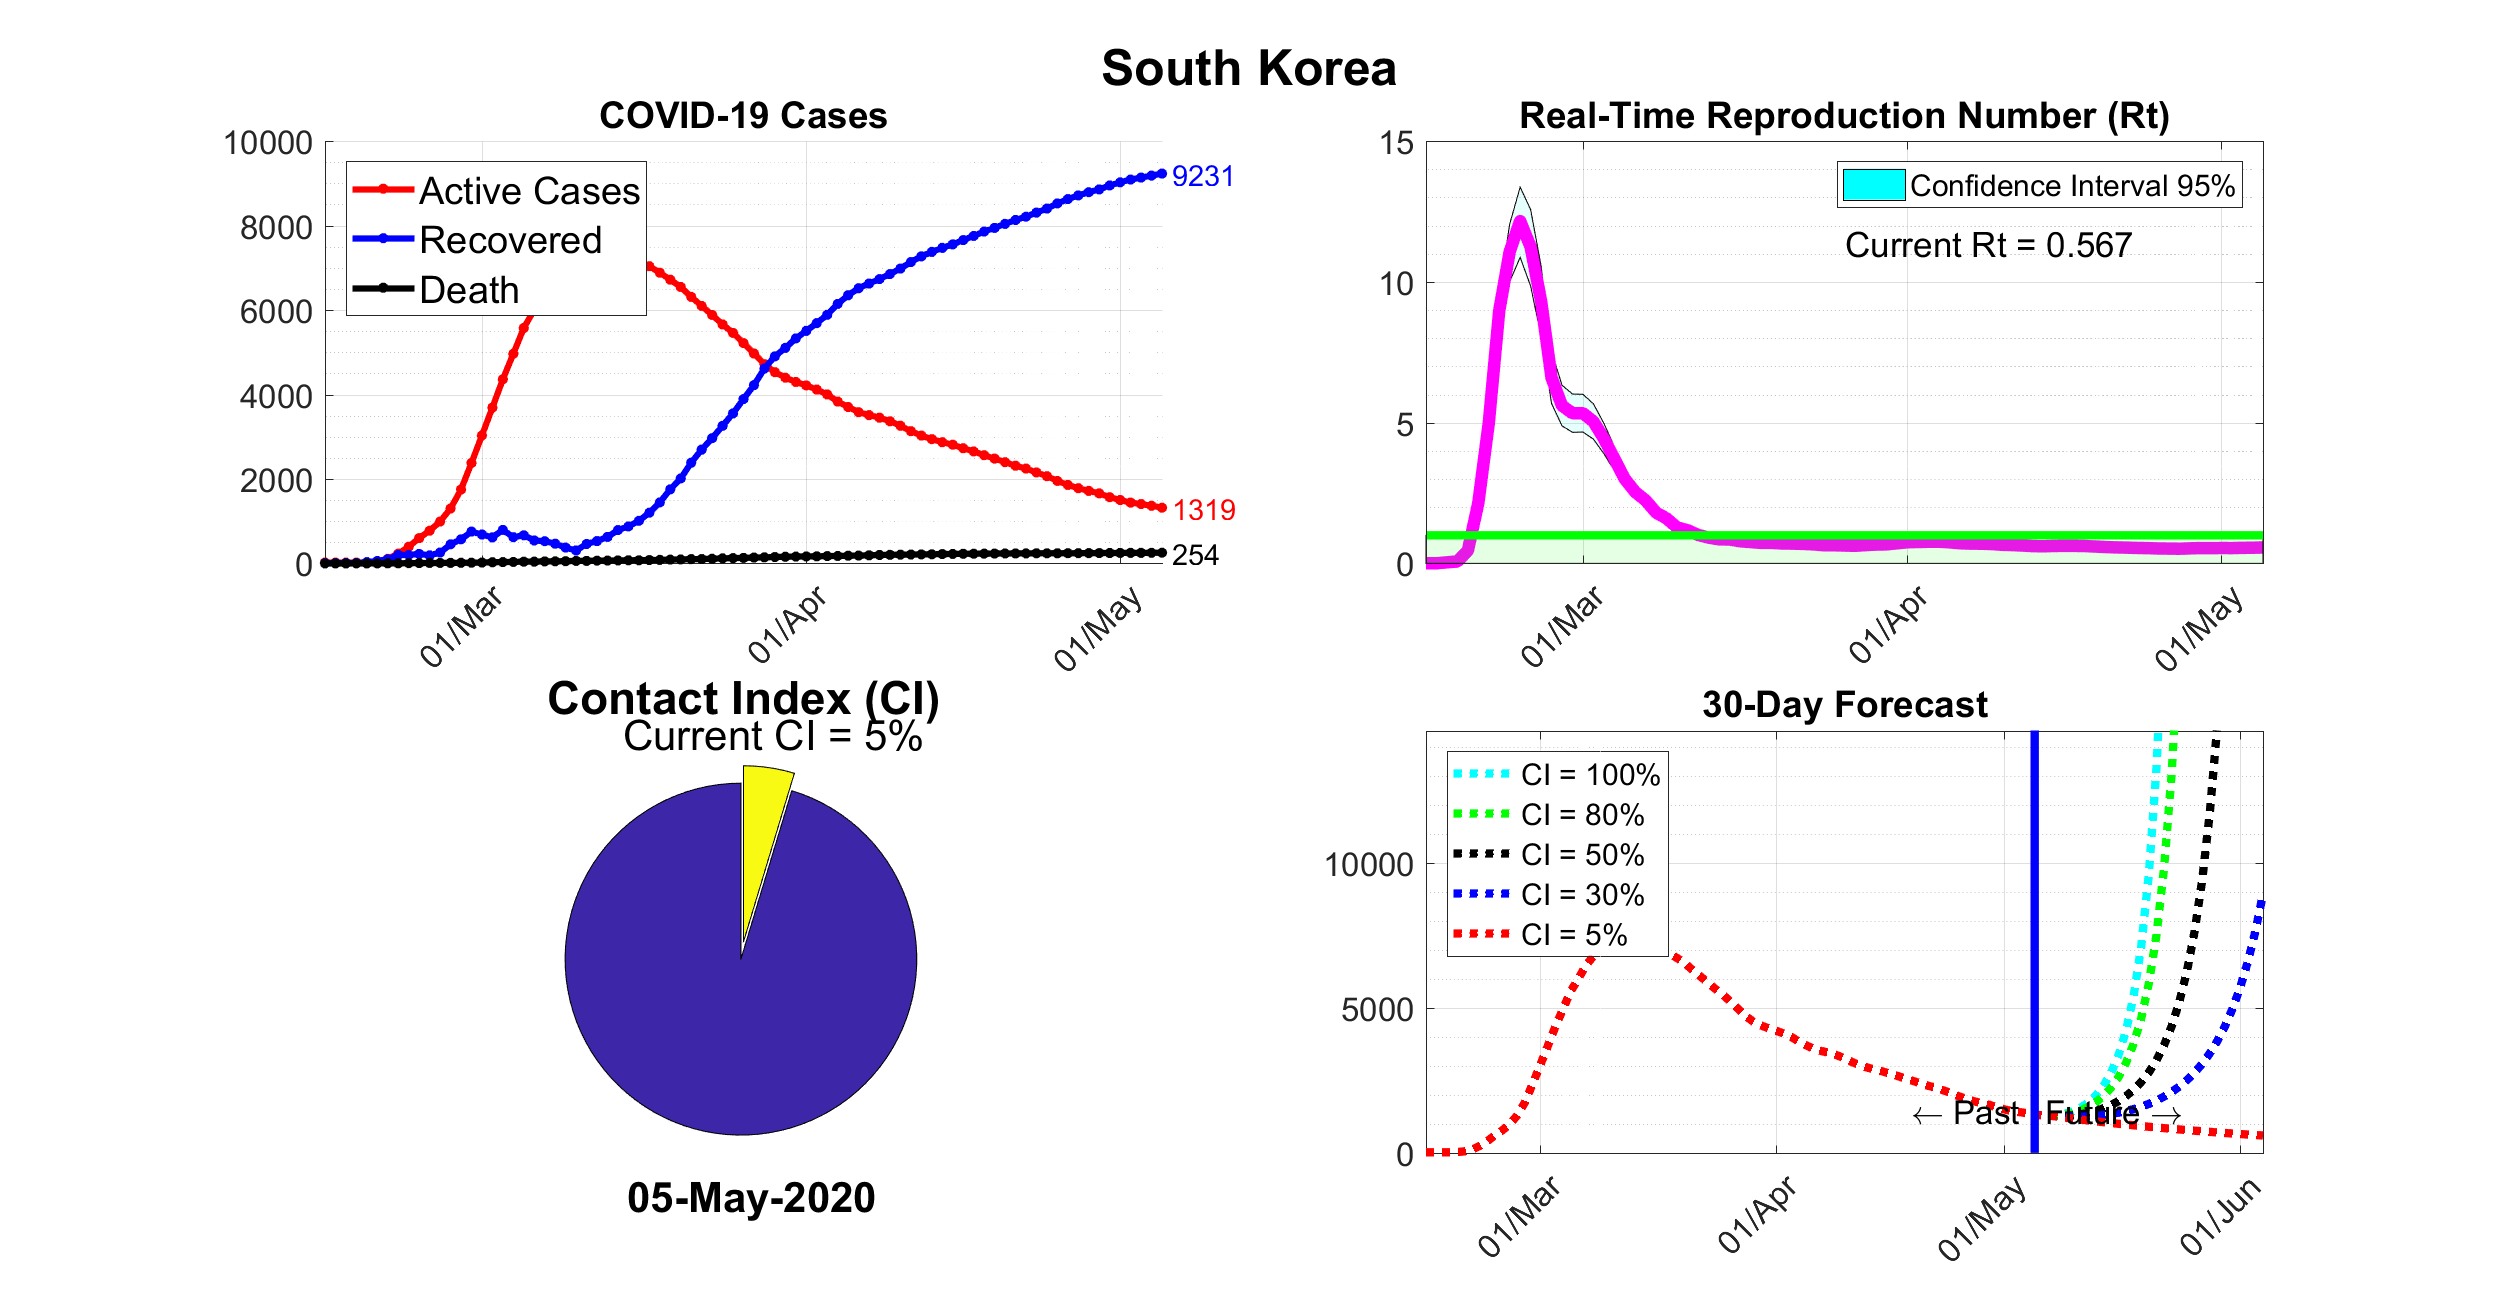 South Korea
COVID-19 Cases
10000
8000
6000
4000
2000
0
Active Cases
Recovered
Death
9231
1319
254
01/Mar
01/Apr
01/May
Real-Time Reproduction Number (Rt)
15
10
5
0
Confidence Interval 95%
Current Rt = 0.567
01/Mar
01/Apr
01/May
Contact Index (CI)
Current CI = 5%
05-May-2020
30-Day Forecast
10000
5000
0
CI = 100%
CI = 80%
CI = 50%
CI = 30%
CI = 5%
← Past
Future →
01/Mar
01/Apr
01/May
01/Jun